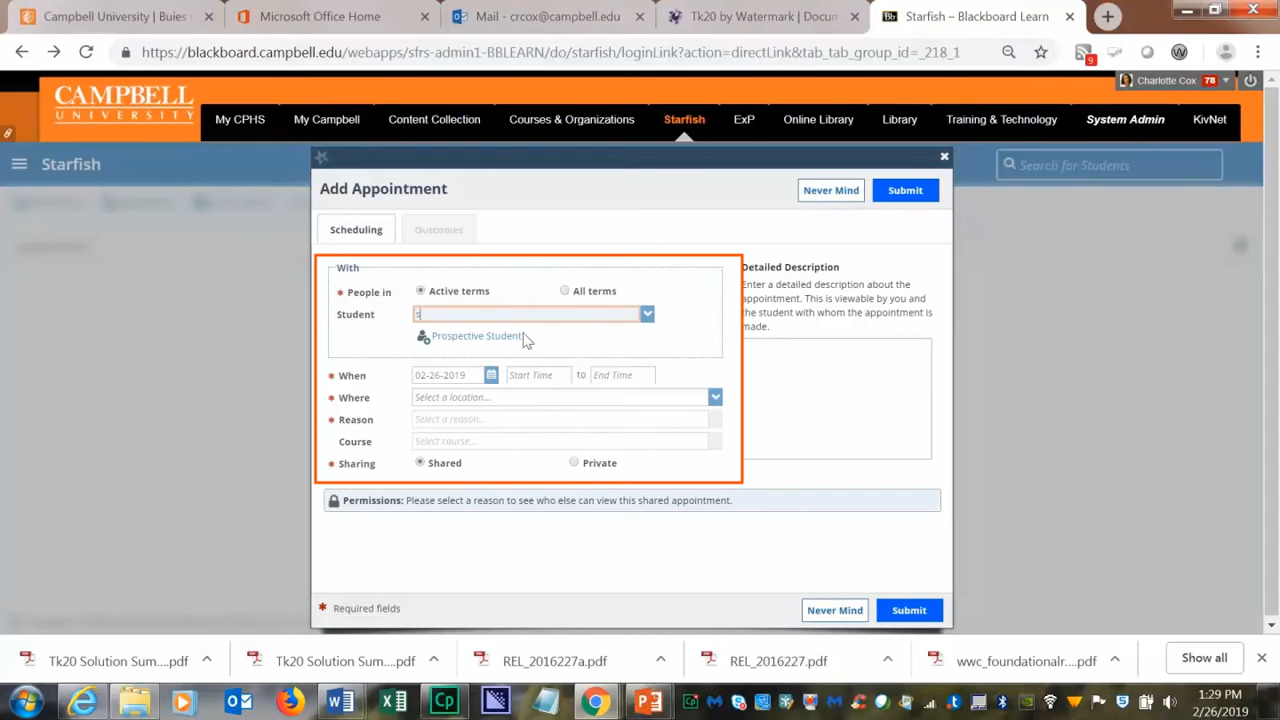 Campbell University | Buies C
Microsoft Office Home
Mail - crcox@campbell.edu
Tk20 by Watermark | Docum
Starfish – Blackboard Learn
https://blackboard.campbell.edu/webapps/sfrs-admin1-BBLEARN/do/starfish/loginLink?action=directLink&tab_tab_group_id=_218_1
9
Charlotte Cox 78
CAMPBELL
UNIVERSITY
My CPHS
My Campbell
Content Collection
Courses & Organizations
Starfish
ExP
Online Library
Library
Training & Technology
System Admin
KivNet
Starfish
Search for Students
Add Appointment
Never Mind
Submit
Scheduling
Outcomes
With
* People in
Active terms
All terms
Student
s
Prospective Student
* When
02-26-2019
Start Time
to
End Time
* Where
Select a location...
* Reason
Select a reason...
Course
Select course...
* Sharing
Shared
Private
Detailed Description
Enter a detailed description about the
appointment. This is viewable by you and
the student with whom the appointment is
made.
Permissions: Please select a reason to see who else can view this shared appointment.
* Required fields
Never Mind
Submit
Tk20 Solution Sum....pdf
Tk20 Solution Sum....pdf
REL_2016227a.pdf
REL_2016227.pdf
wwc_foundationalr....pdf
Show all
1:29 PM
2/26/2019